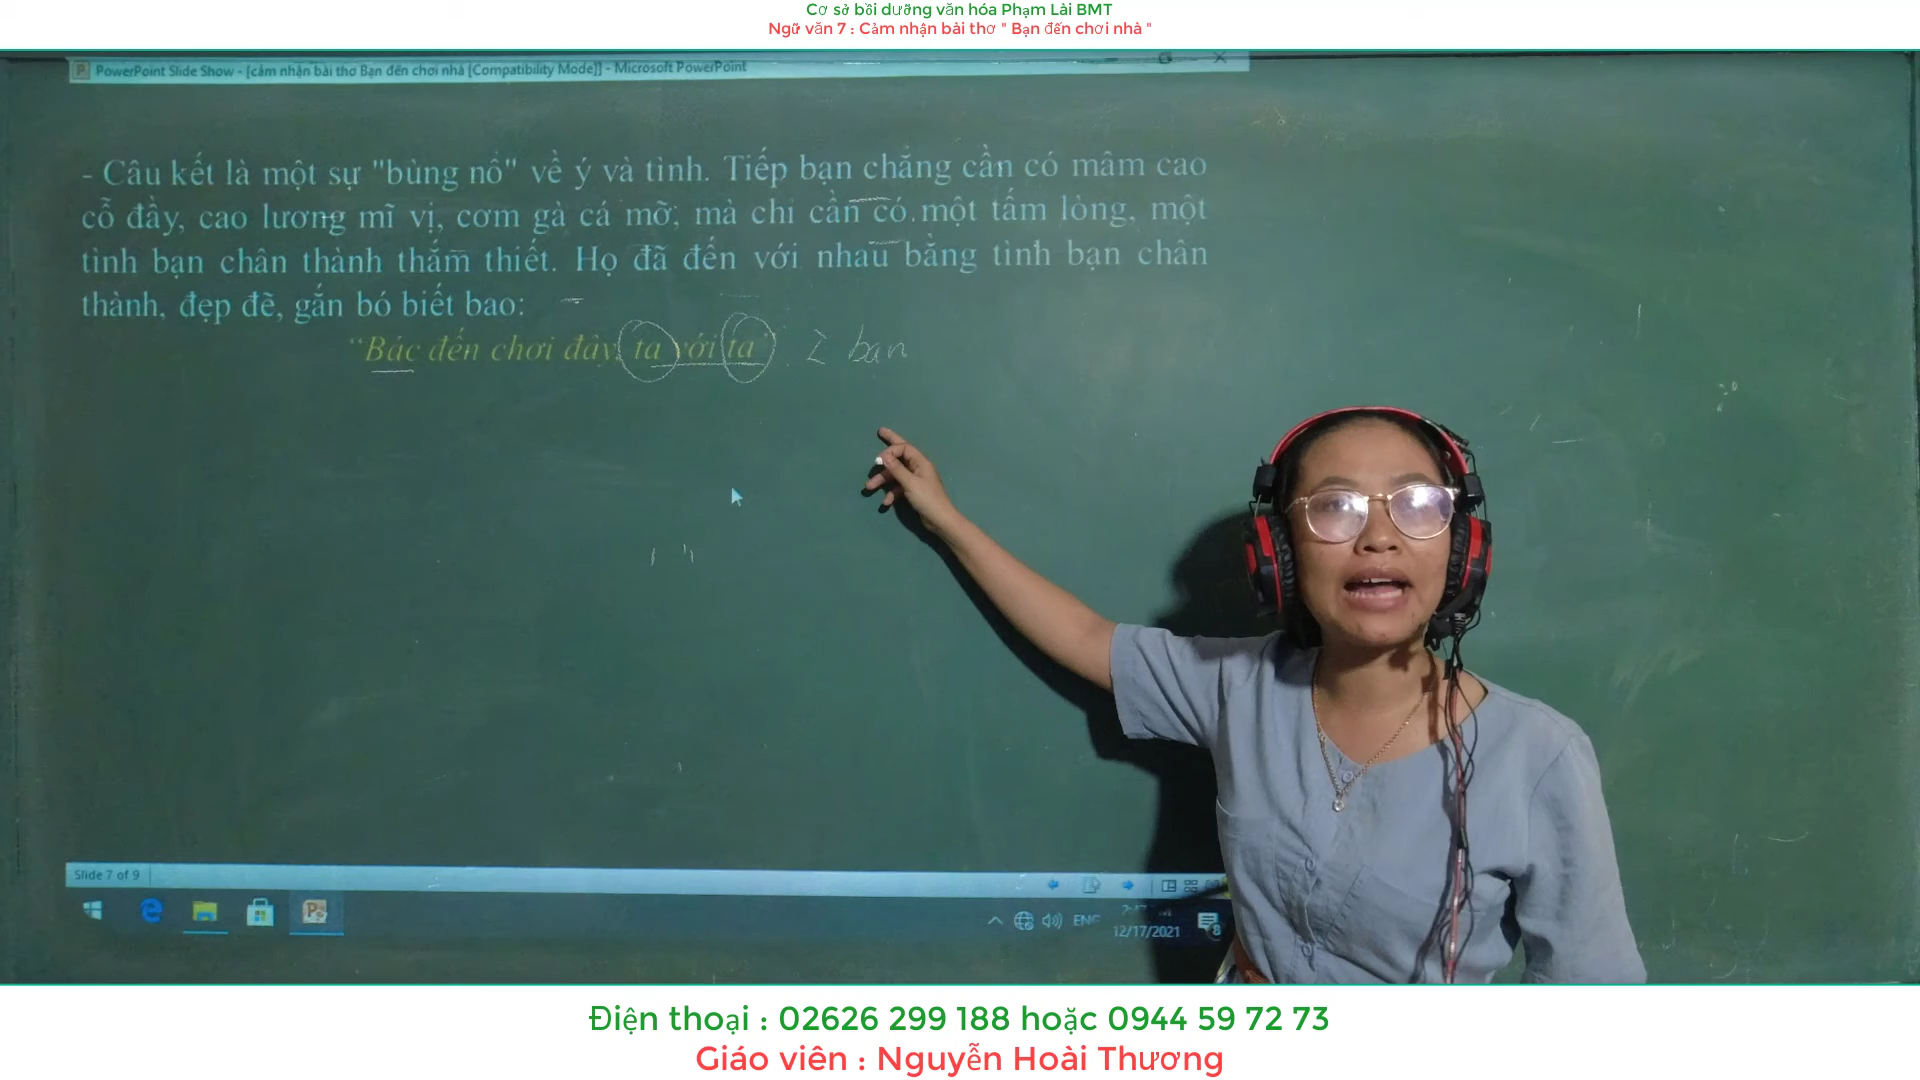 Cơ sở bồi dưỡng văn hóa Phạm Lài BMT
Ngữ văn 7 : Cảm nhận bài thơ " Bạn đến chơi nhà "
PowerPoint Slide Show - [cảm nhận bài thơ Bạn đến chơi nhà [Compatibility Mode]] - Microsoft PowerPoint
- Câu kết là một sự "bùng nổ" về ý và tình. Tiếp bạn chẳng cần có mâm cao
cỗ đầy, cao lương mĩ vị, cơm gà cá mỡ, mà chỉ cần có một tấm lòng, một
tình bạn chân thành thắm thiết. Họ đã đến với nhau bằng tình bạn chân
thành, đẹp đẽ, gắn bó biết bao:
"Bác đến chơi đây, ta với ta" 2 bạn
Slide 7 of 9
ENG
12/17/2021
8
Điện thoại : 02626 299 188 hoặc 0944 59 72 73
Giáo viên : Nguyễn Hoài Thương